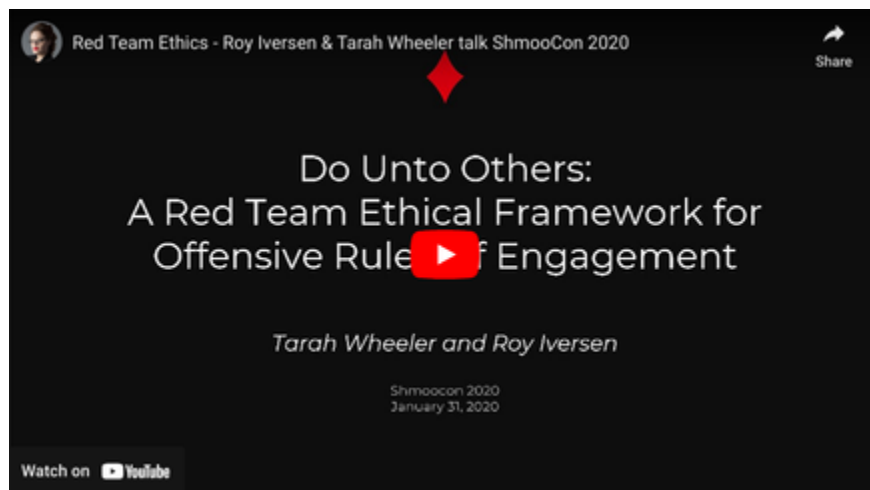 Red Team Ethics - Roy Iversen & Tarah Wheeler talk ShmooCon 2020
Share
Do Unto Others:
A Red Team Ethical Framework for
Offensive Rule f Engagement
Tarah Wheeler and Roy Iversen
Shmoocon 2020
January 31, 2020
Watch on YouTube